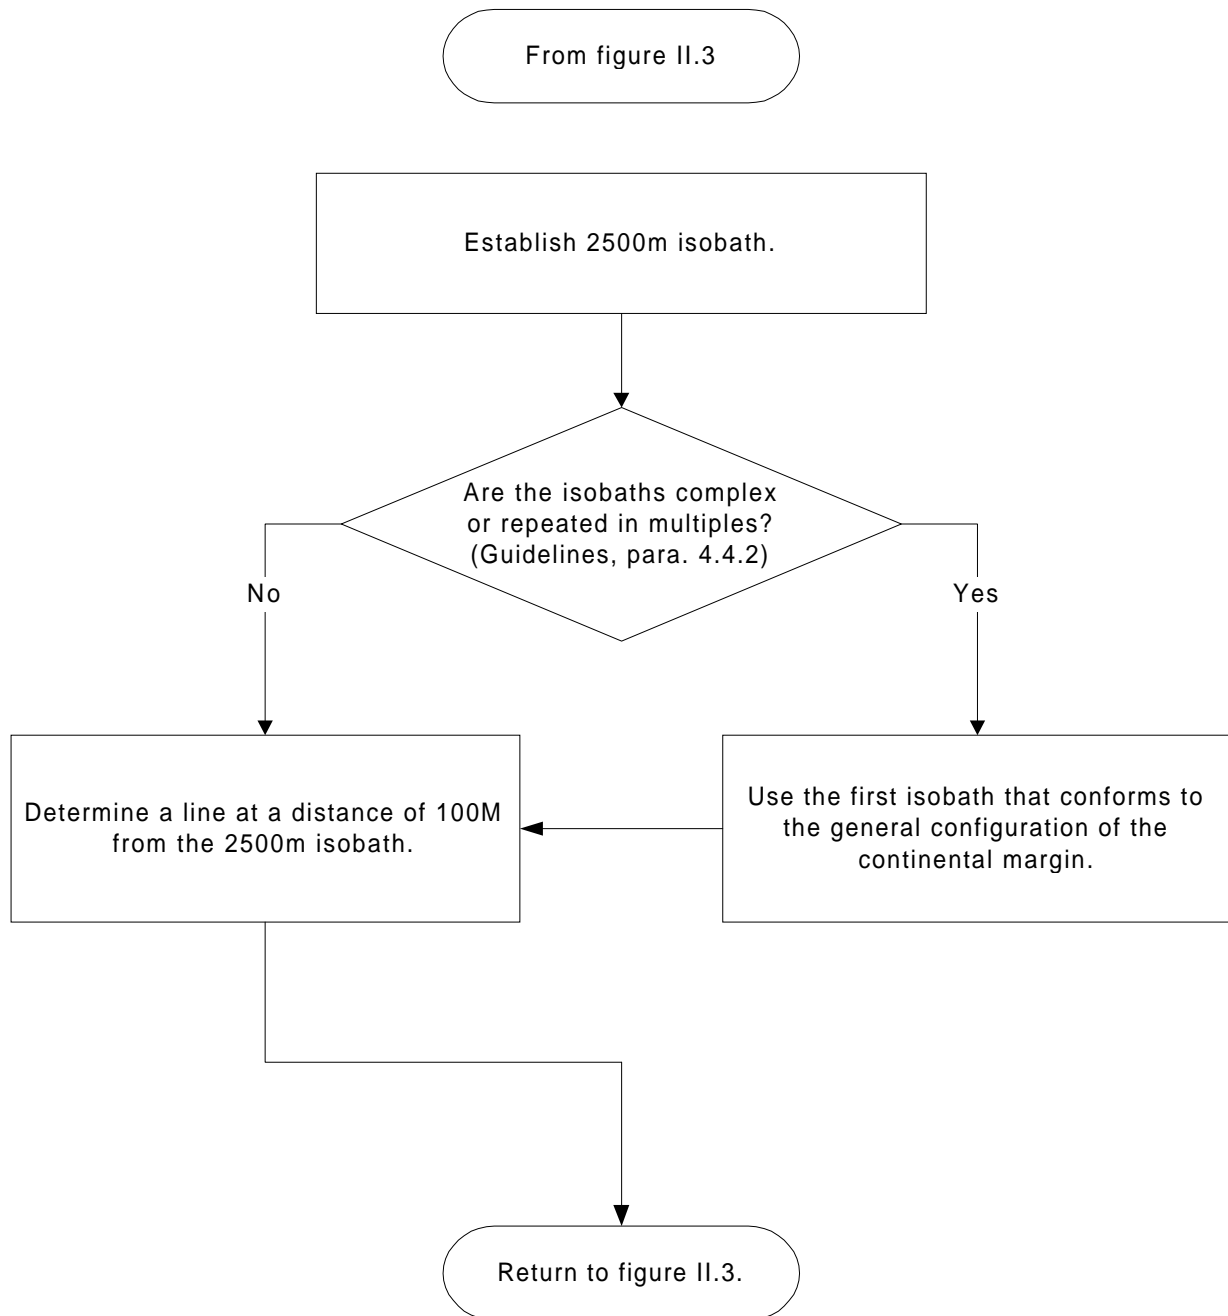 From figure II.3
Establish 2500m isobath.
Are the isobaths complex
or repeated in multiples?
(Guidelines, para. 4.4.2)
No
Yes
Determine a line at a distance of 100M
from the 2500m isobath.
Use the first isobath that conforms to
the general configuration of the
continental margin.
Return to figure II.3.